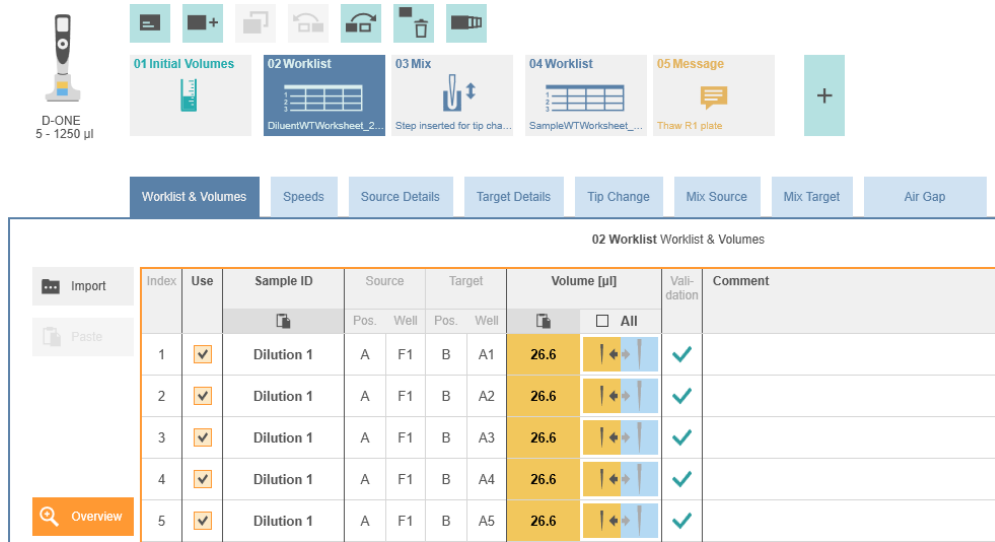 01 Initial Volumes
02 Worklist
DiluentWTWorksheet_2...
03 Mix
Step inserted for tip cha...
04 Worklist
SampleWTWorksheet_...
05 Message
Thaw R1 plate
+
D-ONE
5 - 1250 µl
Worklist & Volumes
Speeds
Source Details
Target Details
Tip Change
Mix Source
Mix Target
Air Gap
02 Worklist Worklist & Volumes
Import
Paste
Overview
Index Use Sample ID Source Target Volume [µl] Vali-
dation Comment
Pos. Well Pos. Well All
1 Dilution 1 A F1 B A1 26.6
2 Dilution 1 A F1 B A2 26.6
3 Dilution 1 A F1 B A3 26.6
4 Dilution 1 A F1 B A4 26.6
5 Dilution 1 A F1 B A5 26.6